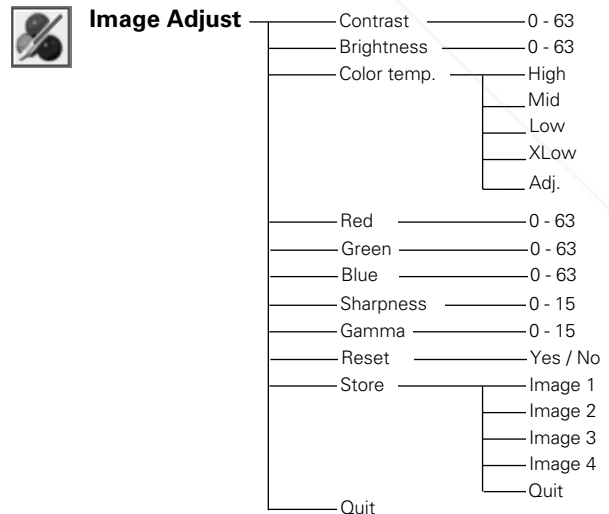 Image Adjust Contrast 0 - 63
Brightness 0 - 63
Color temp. High
Mid
Low
XLow
Adj.
Red 0 - 63
Green 0 - 63
Blue 0 - 63
Sharpness 0 - 15
Gamma 0 - 15
Reset Yes / No
Store Image 1
Image 2
Image 3
Image 4
Quit
Quit